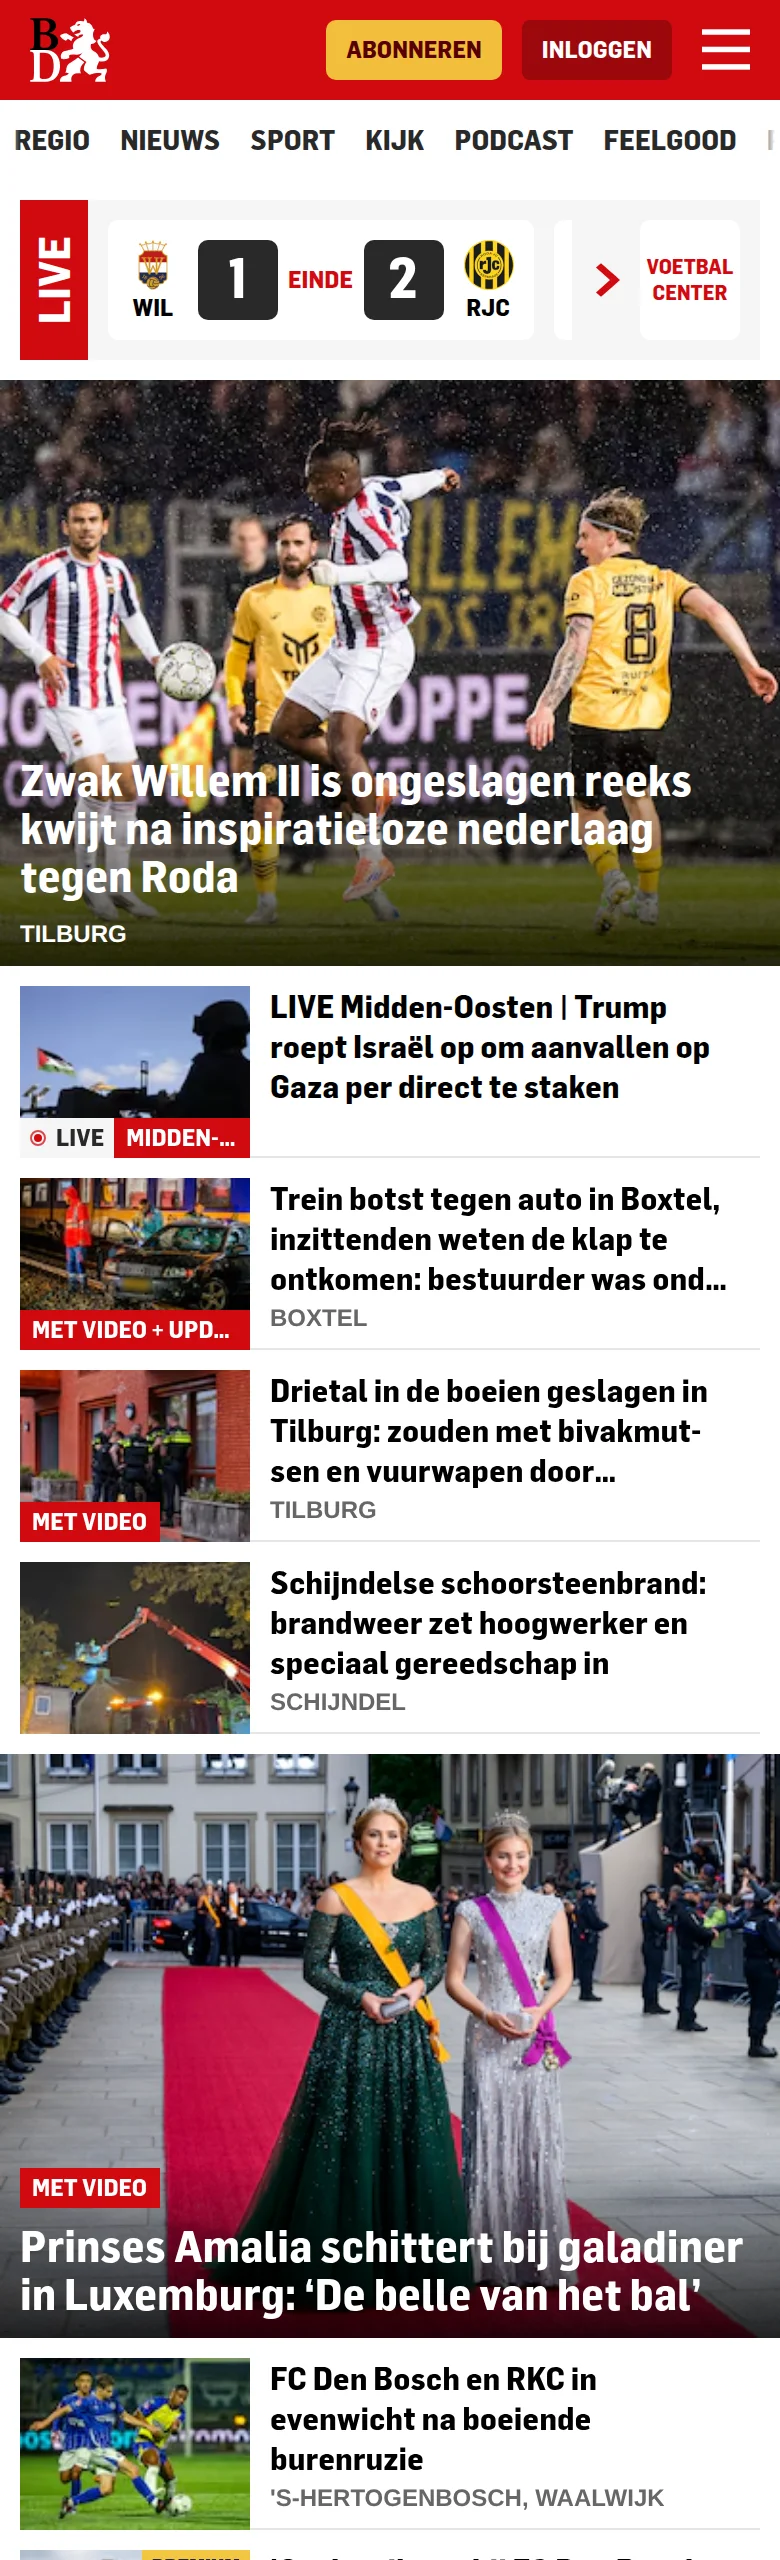 BD
ABONNEREN
INLOGGEN
REGIO NIEUWS SPORT KIJK PODCAST FEELGOOD
LIVE
WIL
1
EINDE
2
RJC
VOETBAL
CENTER
8
Zwak Willem II is ongeslagen reeks
kwijt na inspiratieloze nederlaag
tegen Roda
TILBURG
LIVE MIDDEN-...
LIVE Midden-Oosten | Trump
roept Israël op om aanvallen op
Gaza per direct te staken
MET VIDEO + UPD...
Trein botst tegen auto in Boxtel,
inzittenden weten de klap te
ontkomen: bestuurder was ond...
BOXTEL
MET VIDEO
Drietal in de boeien geslagen in
Tilburg: zouden met bivakmut-
sen en vuurwapen door...
TILBURG
Schijndelse schoorsteenbrand:
brandweer zet hoogwerker en
speciaal gereedschap in
SCHIJNDEL
MET VIDEO
Prinses Amalia schittert bij galadiner
in Luxemburg: ‘De belle van het bal’
FC Den Bosch en RKC in
evenwicht na boeiende
burenruzie
'S-HERTOGENBOSCH, WAALWIJK